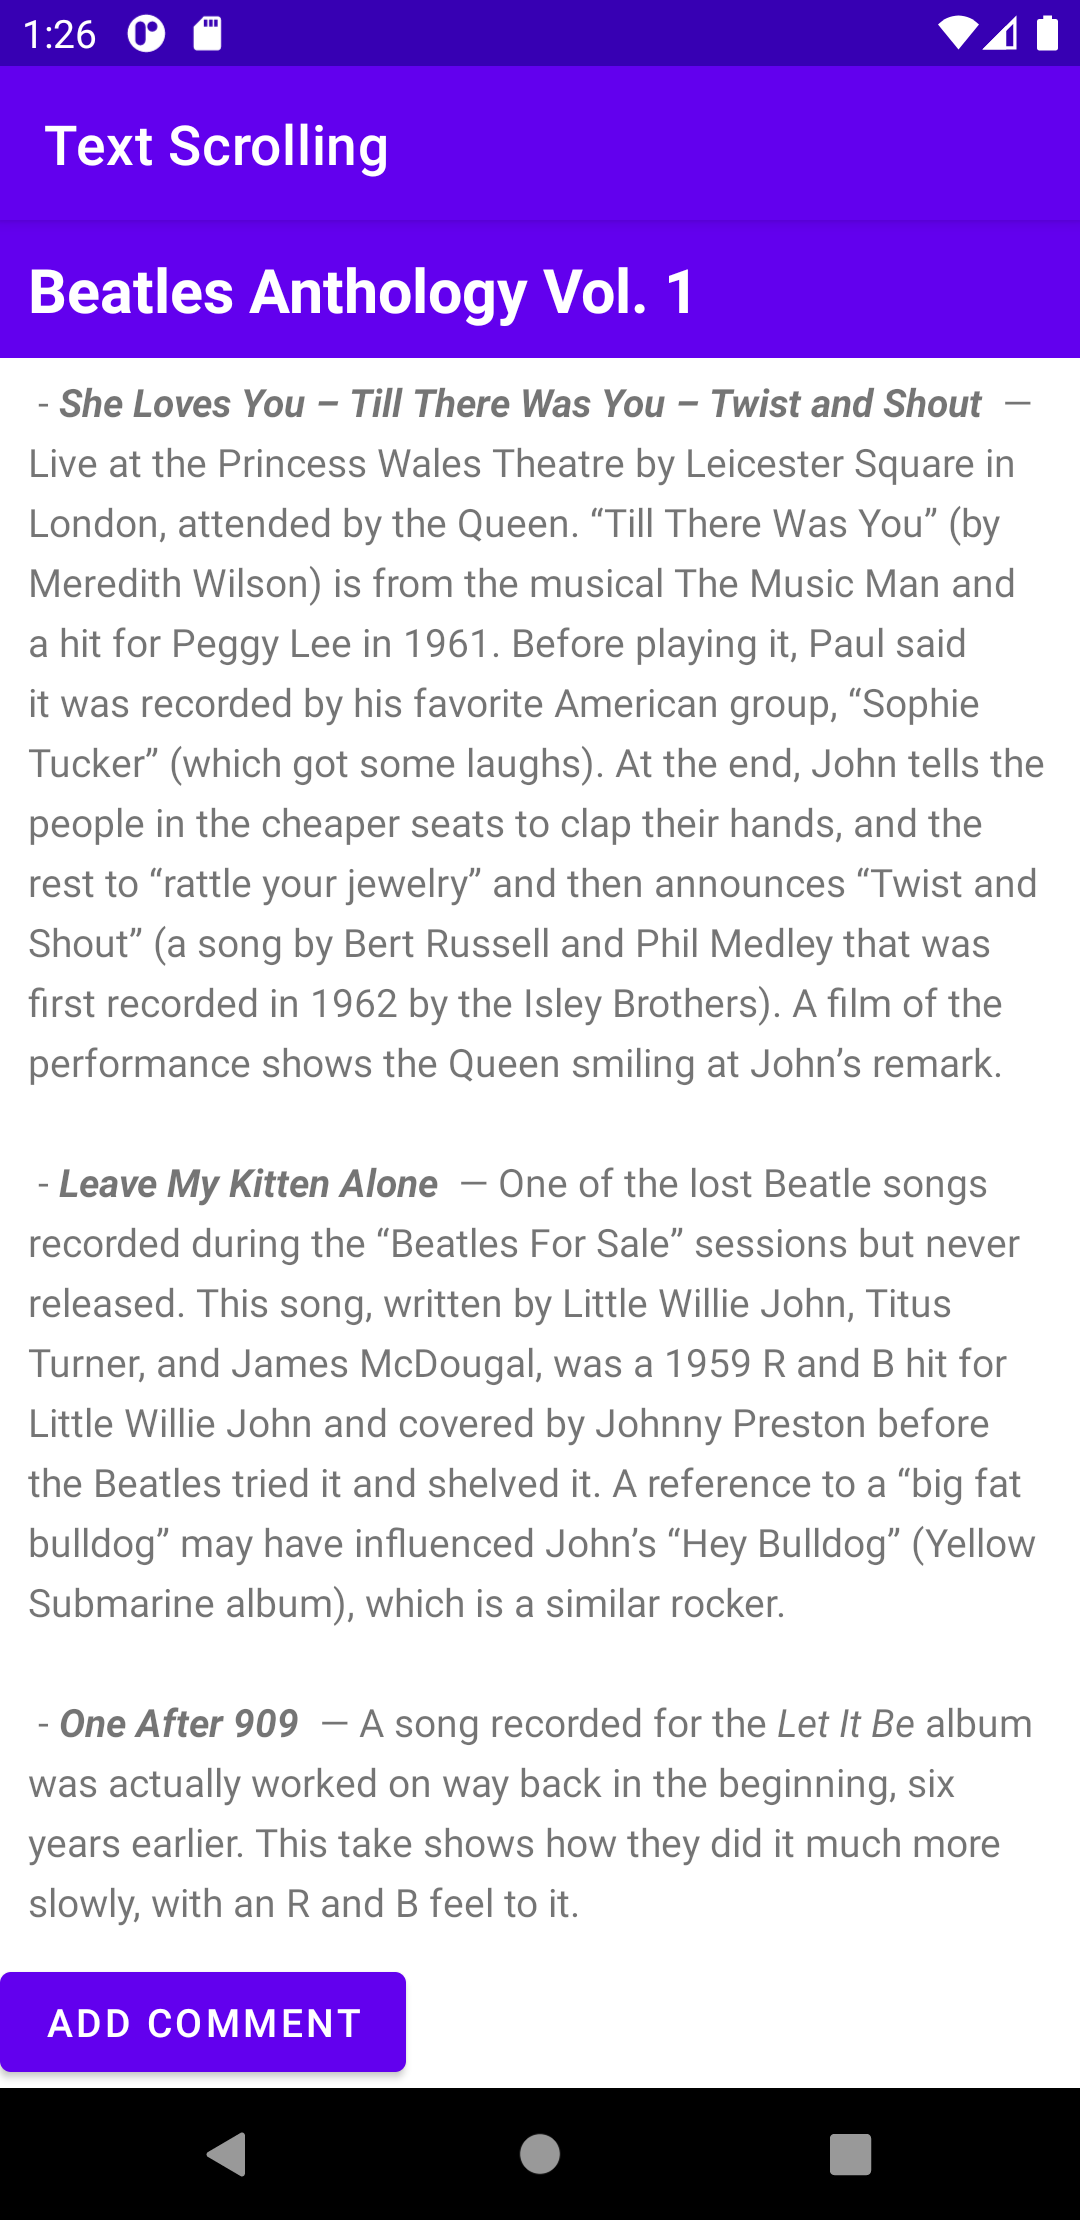 1:26
Text Scrolling
Beatles Anthology Vol. 1
- She Loves You – Till There Was You – Twist and Shout —
Live at the Princess Wales Theatre by Leicester Square in
London, attended by the Queen. “Till There Was You” (by
Meredith Wilson) is from the musical The Music Man and
a hit for Peggy Lee in 1961. Before playing it, Paul said
it was recorded by his favorite American group, “Sophie
Tucker” (which got some laughs). At the end, John tells the
people in the cheaper seats to clap their hands, and the
rest to “rattle your jewelry” and then announces “Twist and
Shout” (a song by Bert Russell and Phil Medley that was
first recorded in 1962 by the Isley Brothers). A film of the
performance shows the Queen smiling at John’s remark.
- Leave My Kitten Alone — One of the lost Beatle songs
recorded during the “Beatles For Sale” sessions but never
released. This song, written by Little Willie John, Titus
Turner, and James McDougal, was a 1959 R and B hit for
Little Willie John and covered by Johnny Preston before
the Beatles tried it and shelved it. A reference to a “big fat
bulldog” may have influenced John’s “Hey Bulldog” (Yellow
Submarine album), which is a similar rocker.
- One After 909 — A song recorded for the Let It Be album
was actually worked on way back in the beginning, six
years earlier. This take shows how they did it much more
slowly, with an R and B feel to it.
ADD COMMENT